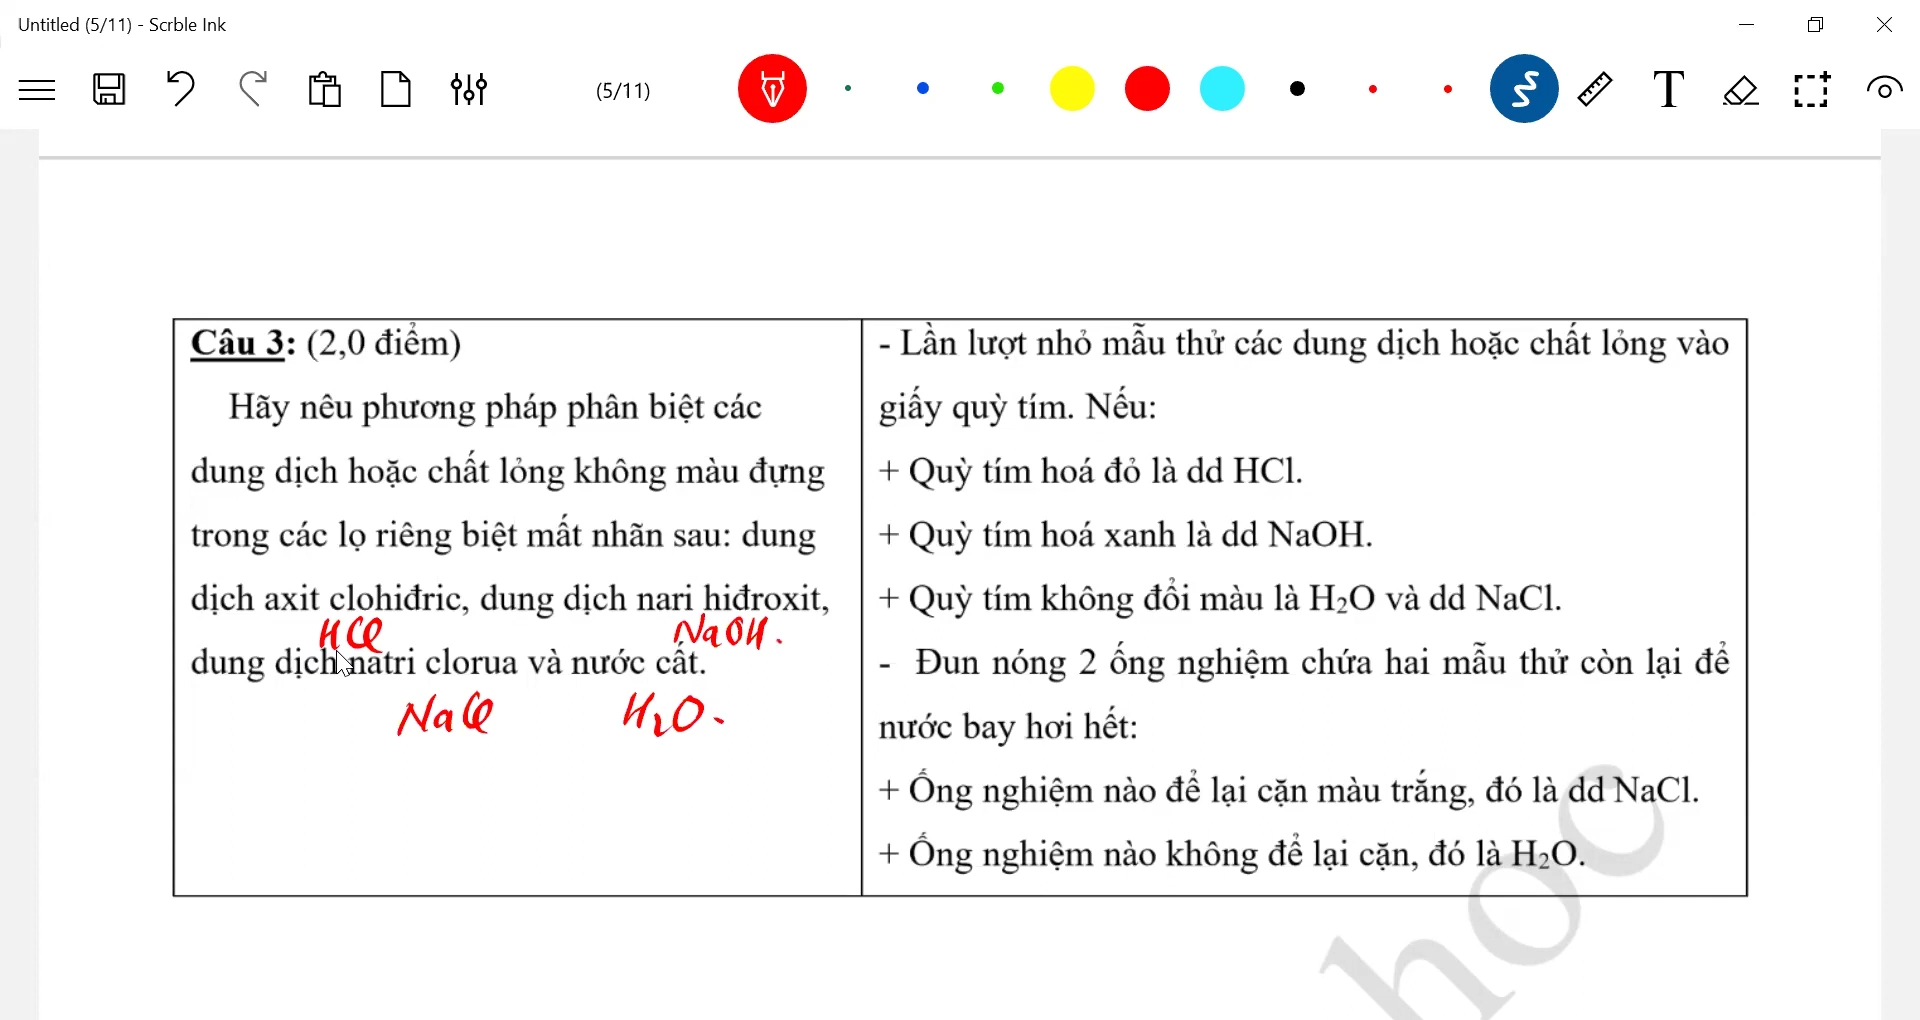 Untitled (5/11) - Scrble Ink
(5/11)
T
Câu 3: (2,0 điểm)
Hãy nêu phương pháp phân biệt các
dung dịch hoặc chất lỏng không màu đựng
trong các lọ riêng biệt mất nhãn sau: dung
dịch axit clohiđric, dung dịch nari hiđroxit,
HCl NaOH.
dung dịch natri clorua và nước cất.
NaCl H₂O.
- Lần lượt nhỏ mẫu thử các dung dịch hoặc chất lỏng vào
giấy quỳ tím. Nếu:
+ Quỳ tím hoá đỏ là dd HCl.
+ Quỳ tím hoá xanh là dd NaOH.
+ Quỳ tím không đổi màu là H₂O và dd NaCl.
- Đun nóng 2 ống nghiệm chứa hai mẫu thử còn lại để
nước bay hơi hết:
+ Ống nghiệm nào để lại cặn màu trắng, đó là dd NaCl.
+ Ống nghiệm nào không để lại cặn, đó là H₂O.
hoc